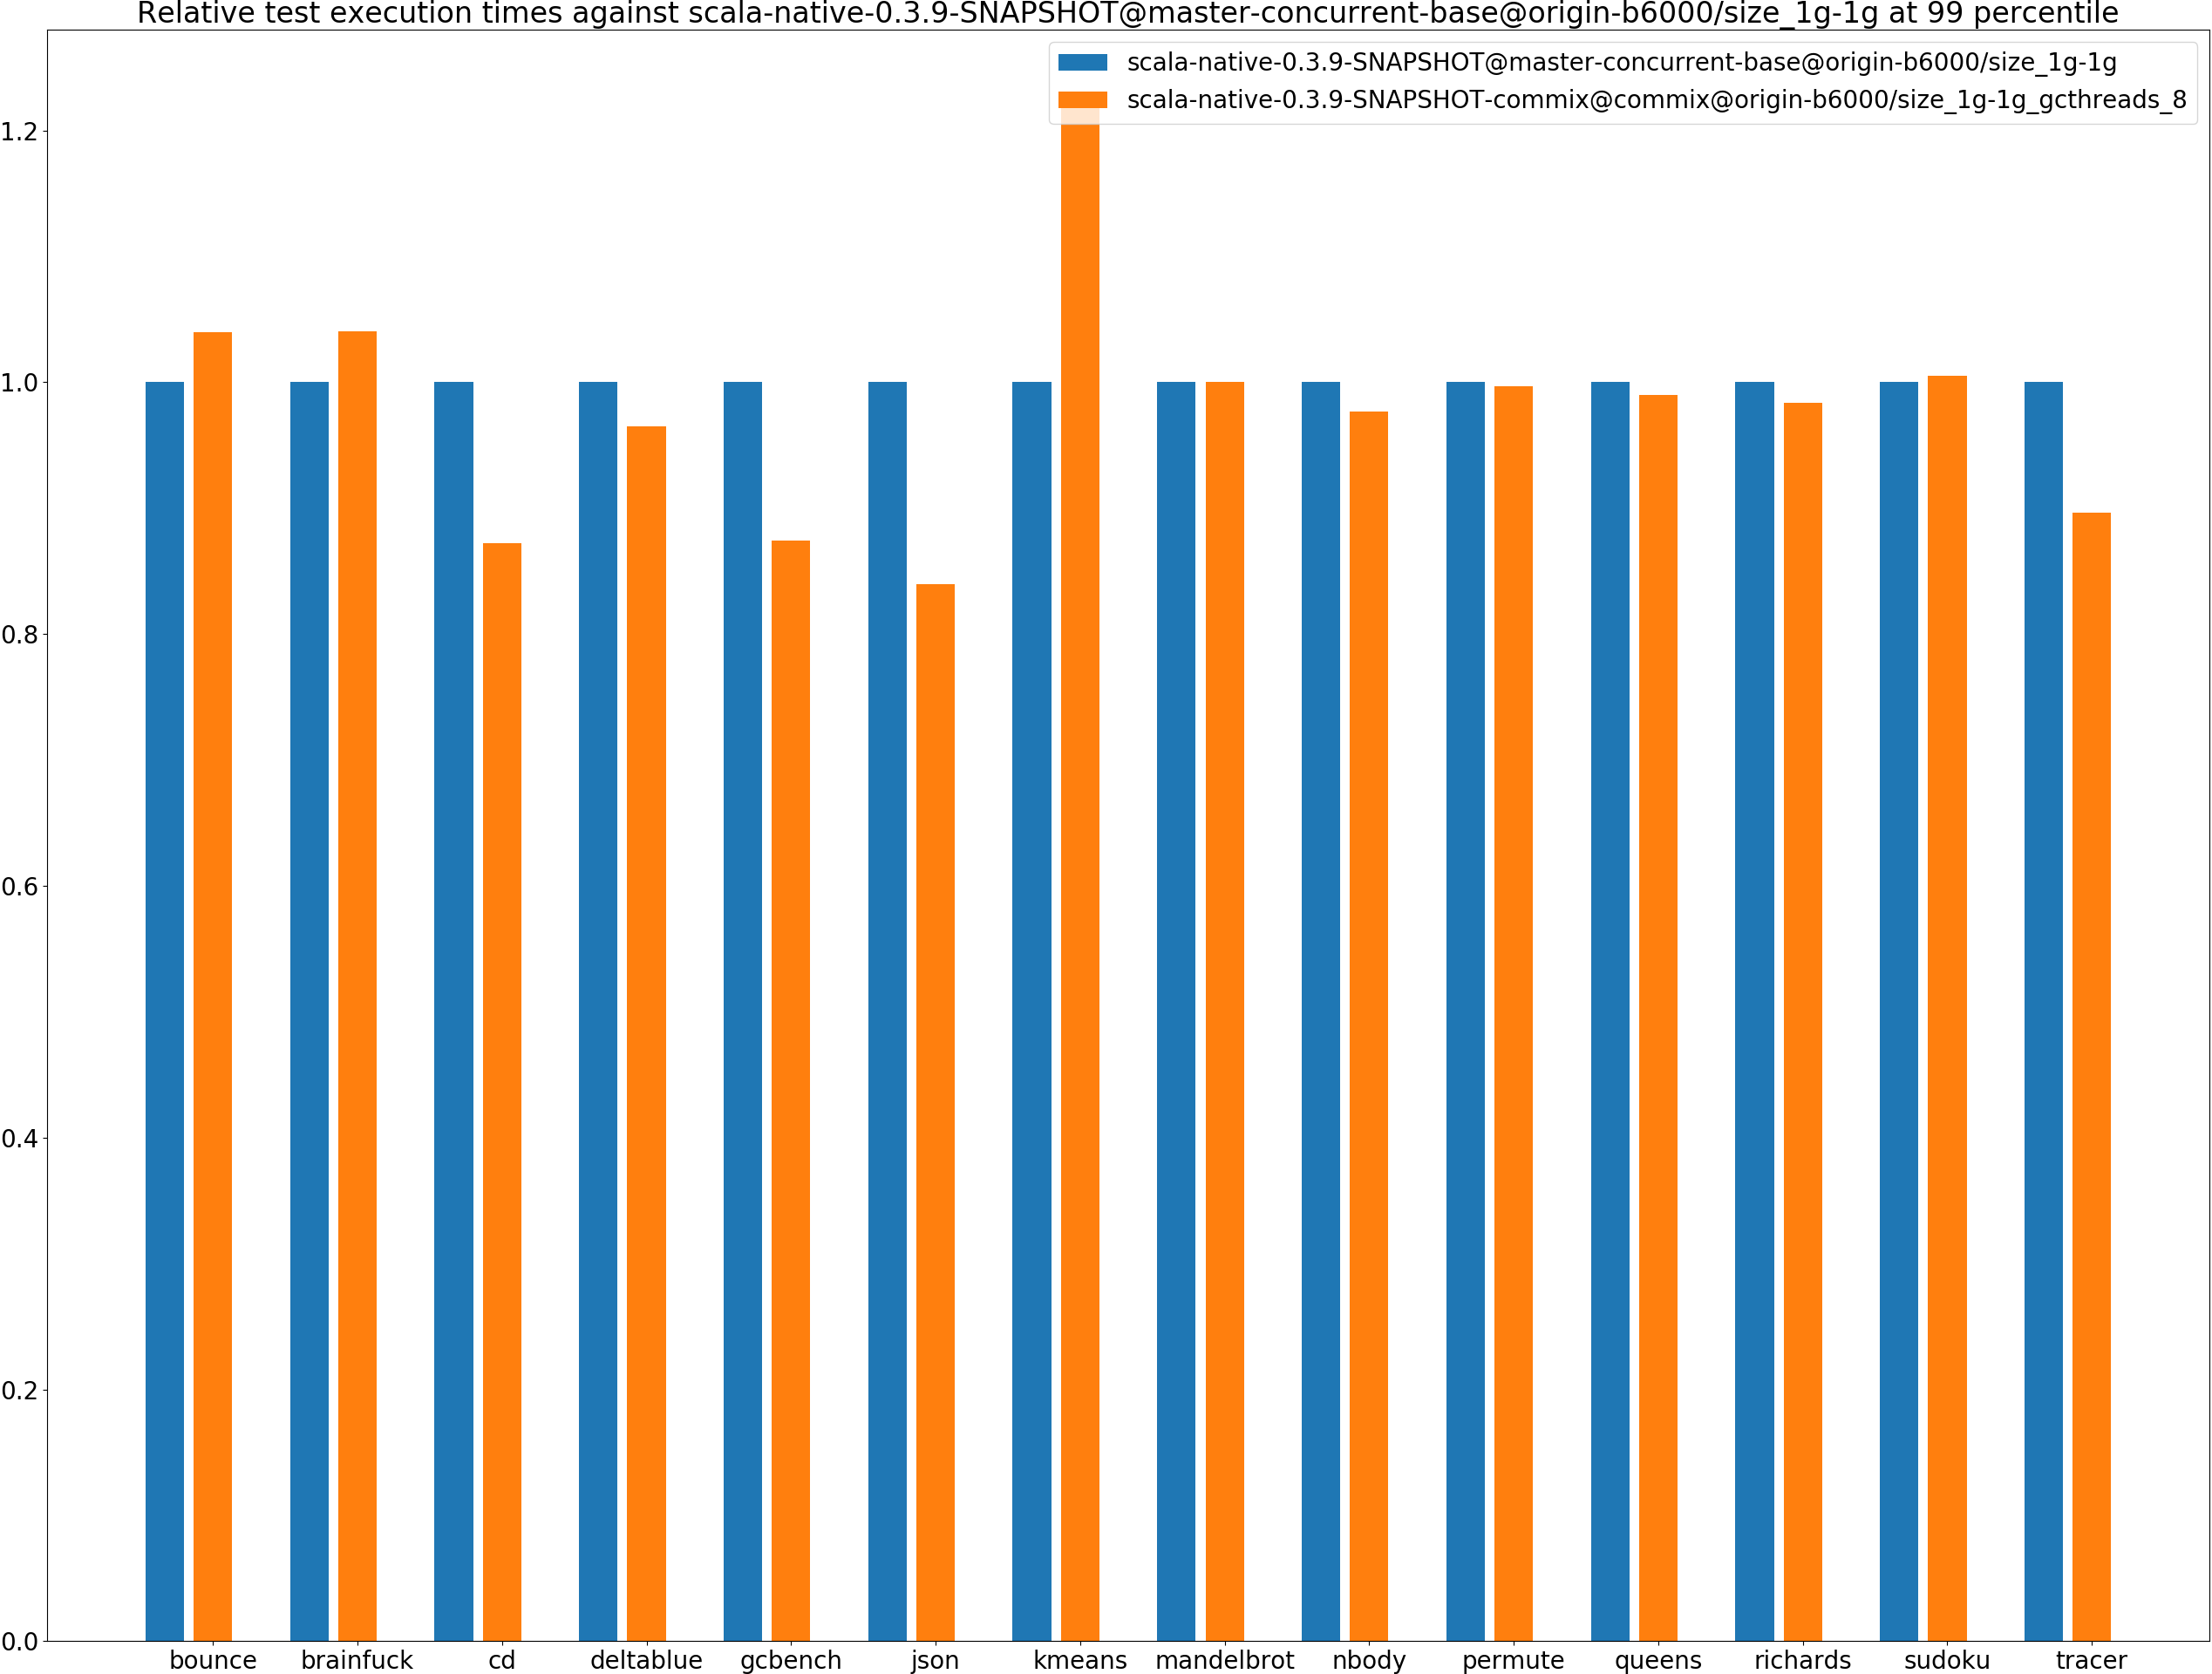 Relative test execution times against scala-native-0.3.9-SNAPSHOT@master-concurrent-base@origin-b6000/size_1g-1g at 99 percentile
scala-native-0.3.9-SNAPSHOT@master-concurrent-base@origin-b6000/size_1g-1g
scala-native-0.3.9-SNAPSHOT-commix@commix@origin-b6000/size_1g-1g_gcthreads_8
1.2
1.0
0.8
0.6
0.4
0.2
0.0
bounce brainfuck cd deltablue gcbench json kmeans mandelbrot nbody permute queens richards sudoku tracer